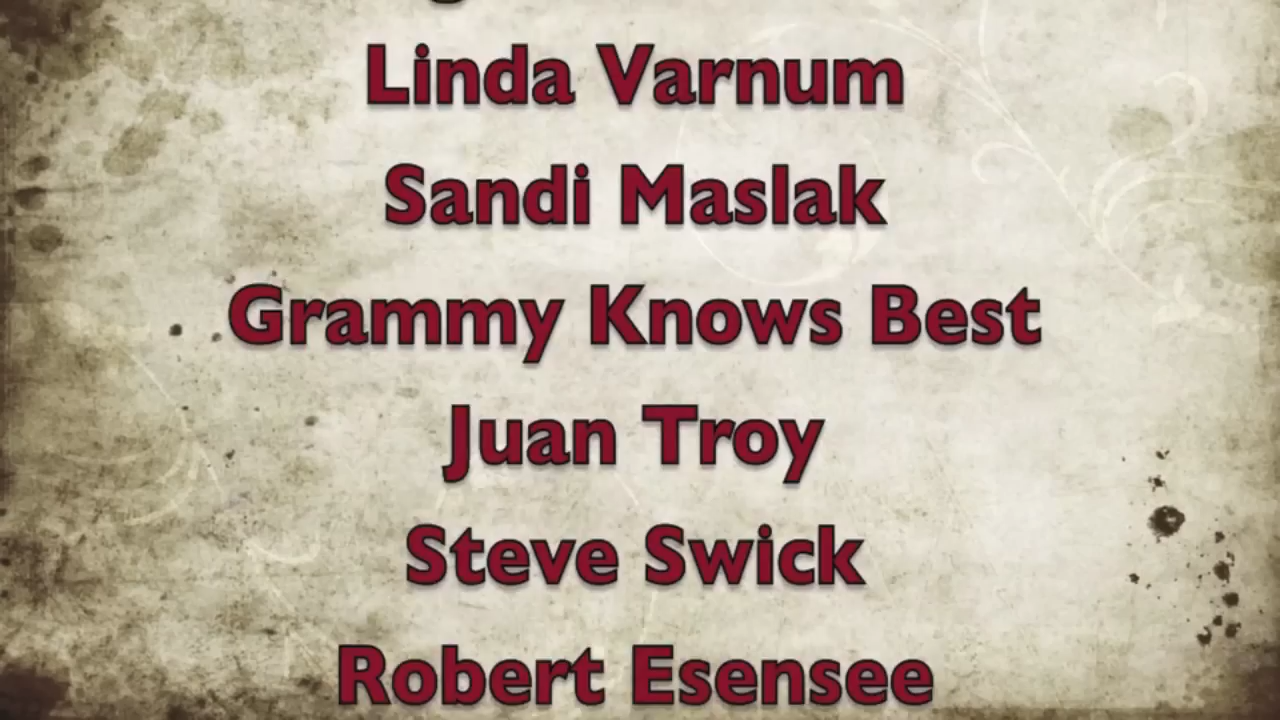 Linda Varnum
Sandi Maslak
Grammy Knows Best
Juan Troy
Steve Swick
Robert Esensee